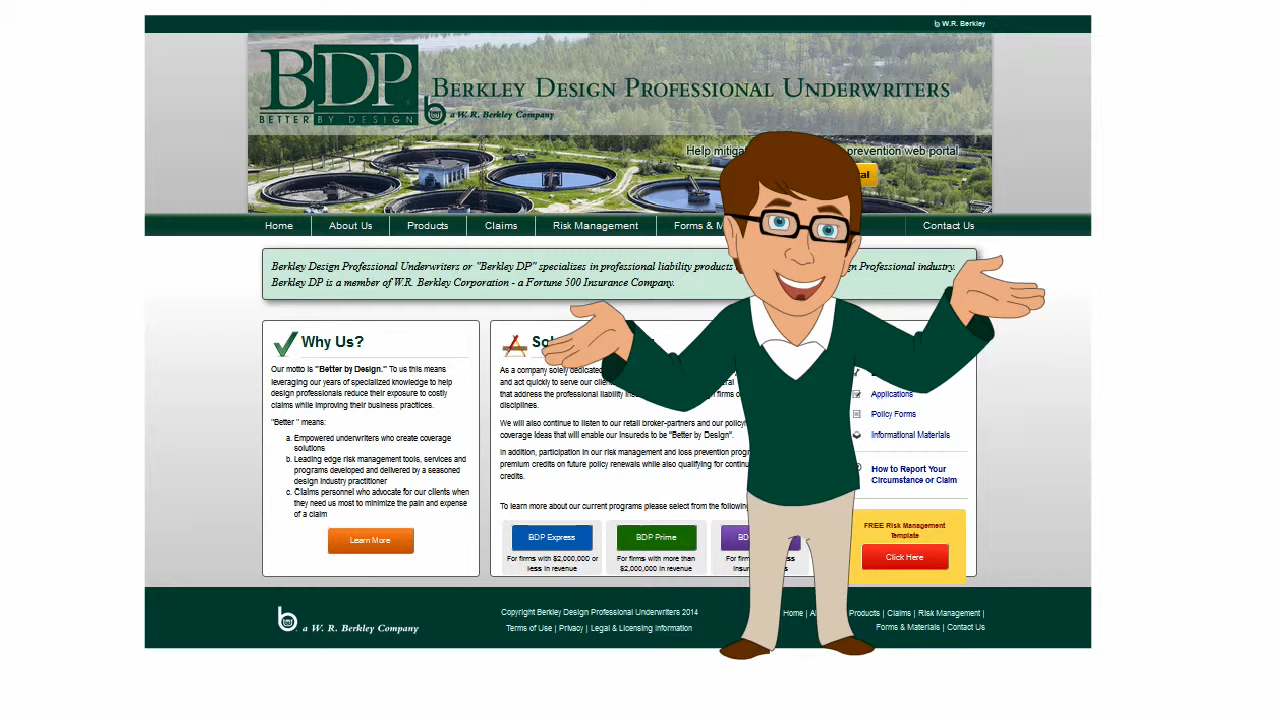 W.R. Berkley
BDP
BETTER BY DESIGN
BERKLEY DESIGN PROFESSIONAL UNDERWRITERS
a W. R. Berkley Company
Help mitig prevention web portal
al
Home About Us Products Claims Risk Management Forms & M Contact Us
Berkley Design Professional Underwriters or "Berkley DP" specializes in professional liability products gn Professional industry.
Berkley DP is a member of W.R. Berkley Corporation - a Fortune 500 Insurance Company.
Why Us?
Our motto is "Better by Design." To us this means
leveraging our years of specialized knowledge to help
design professionals reduce their exposure to costly
claims while improving their business practices.
"Better " means:
a. Empowered underwriters who create coverage
solutions
b. Leading edge risk management tools, services and
programs developed and delivered by a seasoned
design industry practitioner
c. Claims personnel who advocate for our clients when
they need us most to minimize the pain and expense
of a claim
Learn More
So
As a company solely dedicated
and act quickly to serve our clien
that address the professional liability firms o
disciplines.
We will also continue to listen to our retail broker-partners and our policy
coverage ideas that will enable our insureds to be "Better by Design".
In addition, participation in our risk management and loss prevention prog
premium credits on future policy renewals while also qualifying for contin
credits.
To learn more about our current programs please select from the following
BDP Express
For firms with $2,000,000 or
less in revenue
BDP Prime
For firms with more than
$2,000,000 in revenue
BD
For firm
insu
Applications
Policy Forms
Informational Materials
How to Report Your
Circumstance or Claim
FREE Risk Management
Template
Click Here
a W. R. Berkley Company
Copyright Berkley Design Professional Underwriters 2014
Terms of Use | Privacy | Legal & Licensing Information
Home | A Products | Claims | Risk Management |
Forms & Materials | Contact Us